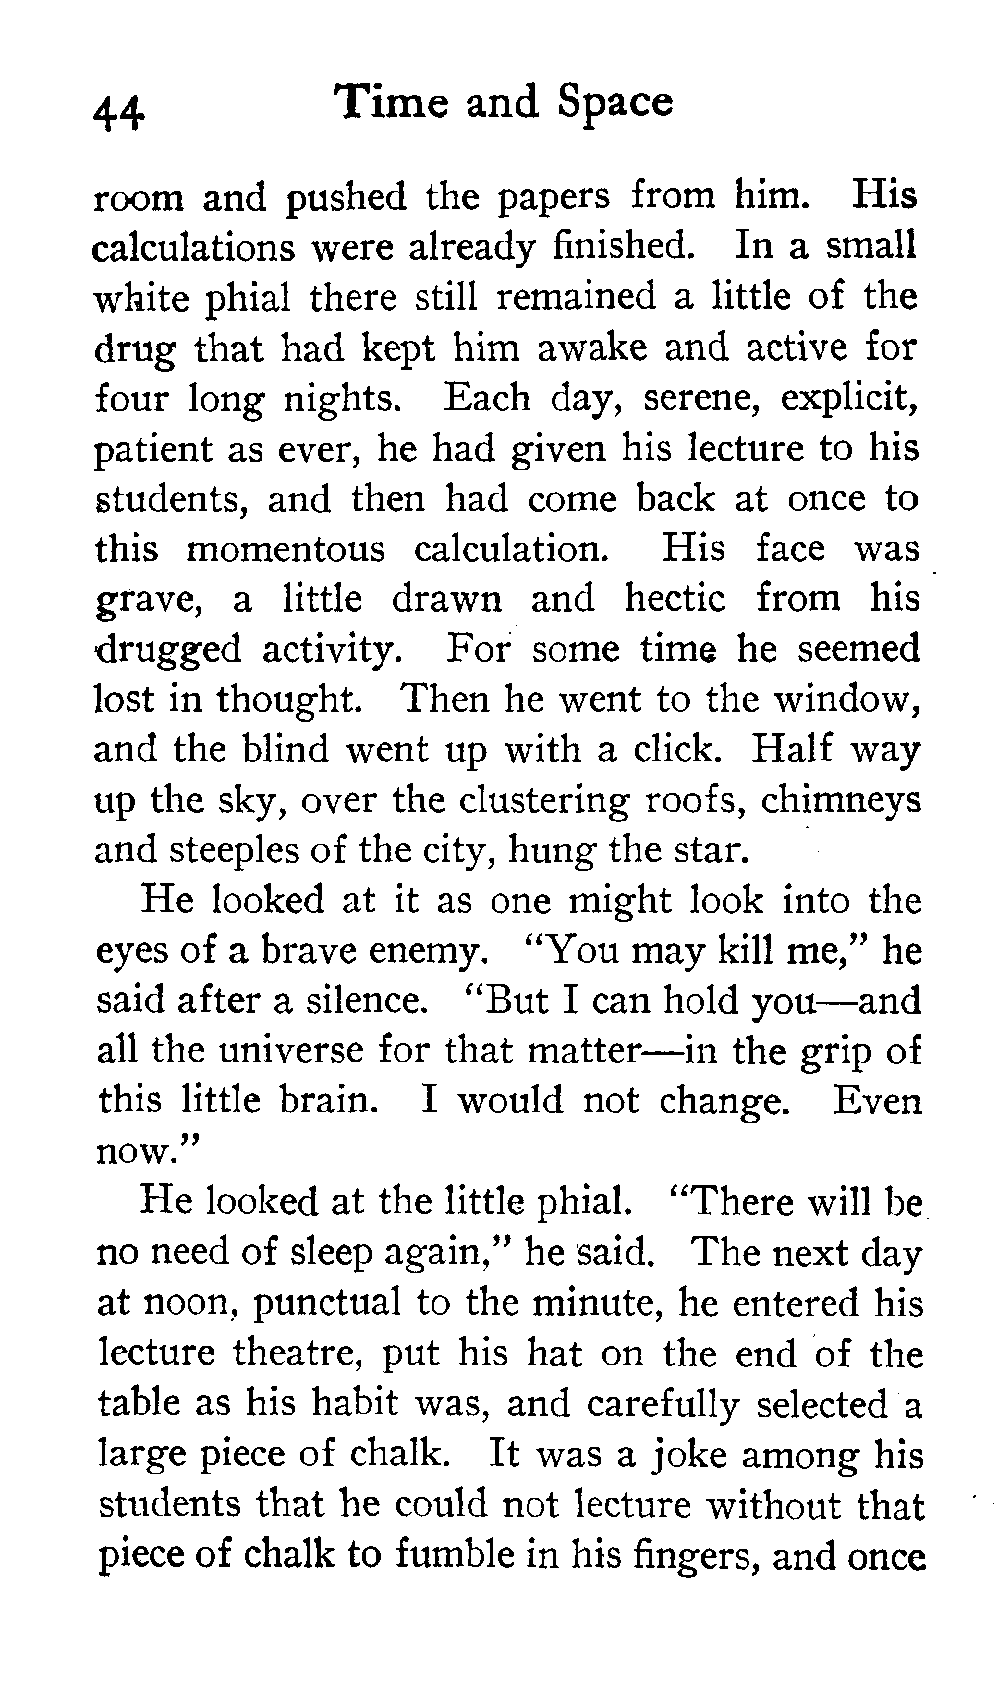 44 Time and Space
room and pushed the papers from him. His
calculations were already finished. In a small
white phial there still remained a little of the
drug that had kept him awake and active for
four long nights. Each day, serene, explicit,
patient as ever, he had given his lecture to his
students, and then had come back at once to
this momentous calculation. His face was
grave, a little drawn and hectic from his
drugged activity. For some time he seemed
lost in thought. Then he went to the window,
and the blind went up with a click. Half way
up the sky, over the clustering roofs, chimneys
and steeples of the city, hung the star.
He looked at it as one might look into the
eyes of a brave enemy. “You may kill me,” he
said after a silence. “But I can hold you—and
all the universe for that matter—in the grip of
this little brain. I would not change. Even
now.”
He looked at the little phial. “There will be
no need of sleep again,” he said. The next day
at noon, punctual to the minute, he entered his
lecture theatre, put his hat on the end of the
table as his habit was, and carefully selected a
large piece of chalk. It was a joke among his
students that he could not lecture without that
piece of chalk to fumble in his fingers, and once